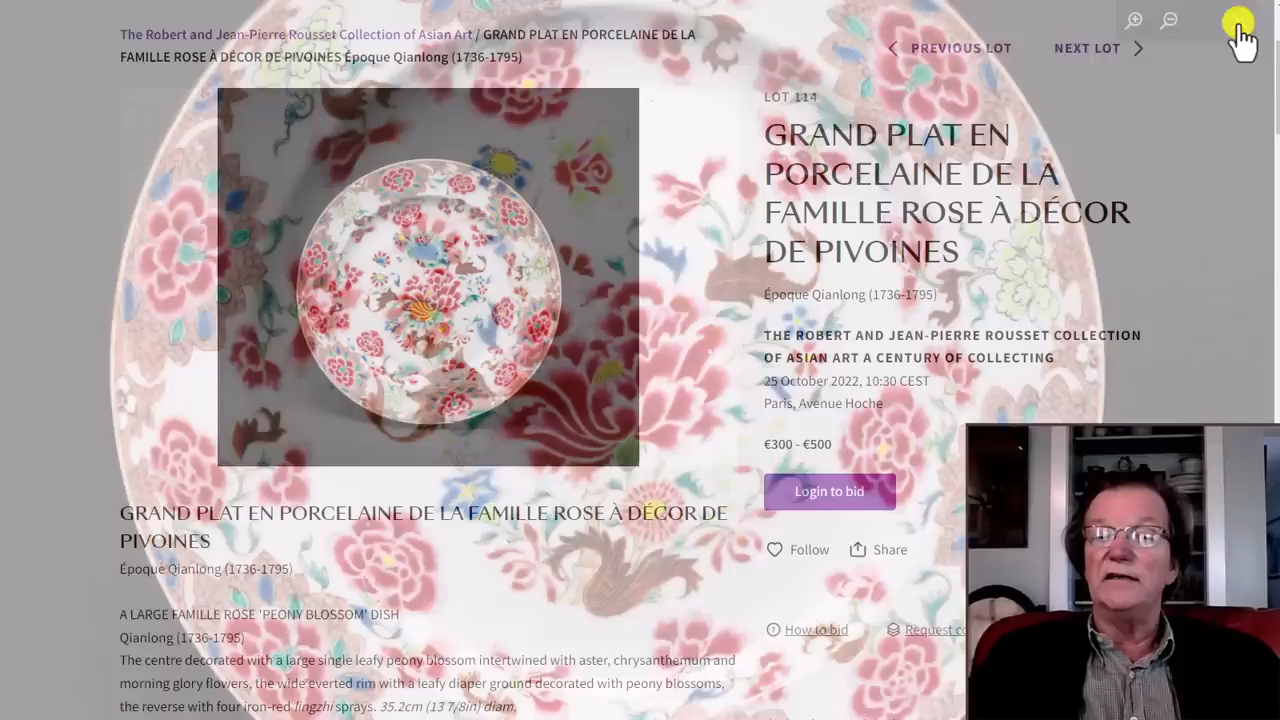 The Robert and Jean-Pierre Rousset Collection of Asian Art / GRAND PLAT EN PORCELAINE DE LA
FAMILLE ROSE À DÉCOR DE PIVOINES Époque Qianlong (1736-1795)
PREVIOUS LOT
NEXT LOT
LOT 114
GRAND PLAT EN
PORCELAINE DE LA
FAMILLE ROSE À DÉCOR
DE PIVOINES
Époque Qianlong (1736-1795)
THE ROBERT AND JEAN-PIERRE ROUSSET COLLECTION
OF ASIAN ART A CENTURY OF COLLECTING
25 October 2022, 10:30 CEST
Paris, Avenue Hoche
€300 - €500
Login to bid
Follow
Share
How to bid
Request co
GRAND PLAT EN PORCELAINE DE LA FAMILLE ROSE À DÉCOR DE
PIVOINES
Époque Qianlong (1736-1795)
A LARGE FAMILLE ROSE 'PEONY BLOSSOM' DISH
Qianlong (1736-1795)
The centre decorated with a large single leafy peony blossom intertwined with aster, chrysanthemum and
morning glory flowers, the wide everted rim with a leafy diaper ground decorated with peony blossoms,
the reverse with four iron-red lingzhi sprays. 35.2cm (13 7/8in) diam.